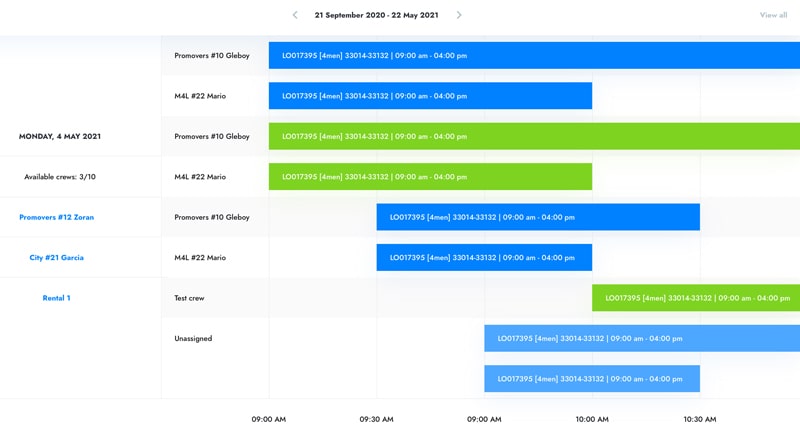 21 September 2020 - 22 May 2021
View all
Promovers #10 Gleboy
LO017395 [4men] 33014-33132 | 09:00 am - 04:00 pm
M4L #22 Mario
LO017395 [4men] 33014-33132 | 09:00 am - 04:00 pm
MONDAY, 4 MAY 2021
Promovers #10 Gleboy
LO017395 [4men] 33014-33132 | 09:00 am - 04:00 pm
Available crews: 3/10
M4L #22 Mario
LO017395 [4men] 33014-33132 | 09:00 am - 04:00 pm
Promovers #12 Zoran
Promovers #10 Gleboy
LO017395 [4men] 33014-33132 | 09:00 am - 04:00 pm
City #21 Garcia
M4L #22 Mario
LO017395 [4men] 33014-33132 | 09:00 am - 04:00 pm
Rental 1
Test crew
LO017395 [4men] 33014-33132 | 09:00 am - 04:00 pm
Unassigned
LO017395 [4men] 33014-33132 | 09:00 am - 04:00 pm
LO017395 [4men] 33014-33132 | 09:00 am - 04:00 pm
09:00 AM
09:30 AM
09:00 AM
10:00 AM
10:30 AM